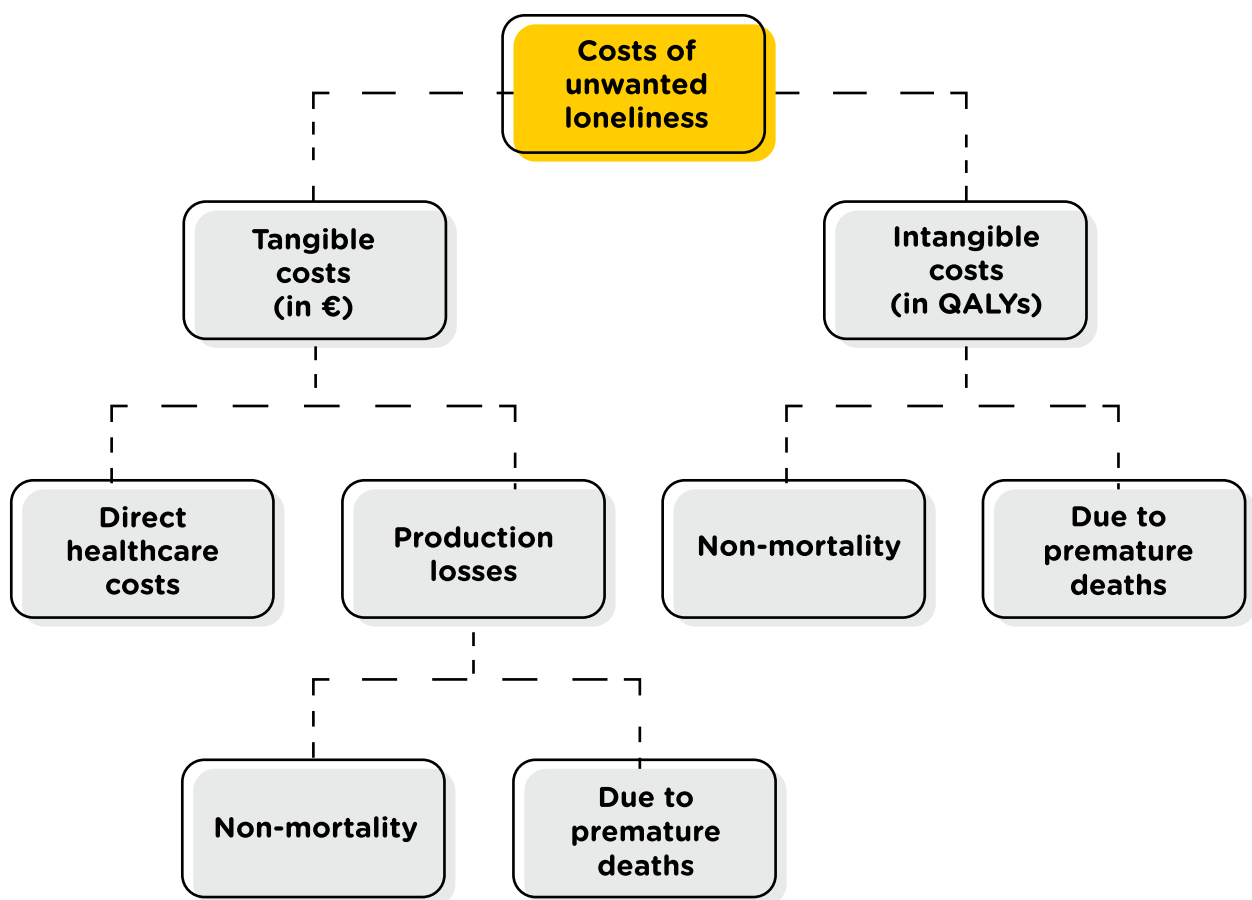 Costs of
unwanted
loneliness
Tangible
costs
(in €)
Intangible
costs
(in QALYs)
Direct
healthcare
costs
Production
losses
Non-mortality
Due to
premature
deaths
Non-mortality
Due to
premature
deaths